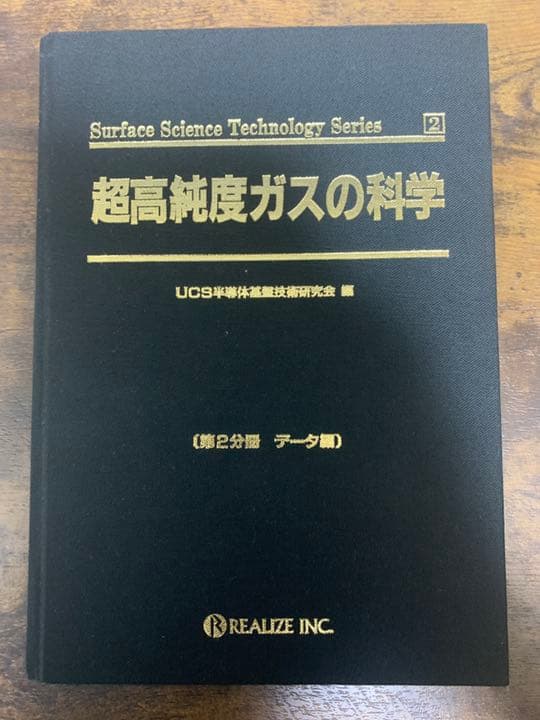 Surface Science Technology Series 2
超高純度ガスの科学
UCS半導体基盤技術研究会 編
〔第2分冊 データ編〕
R REALIZE INC.